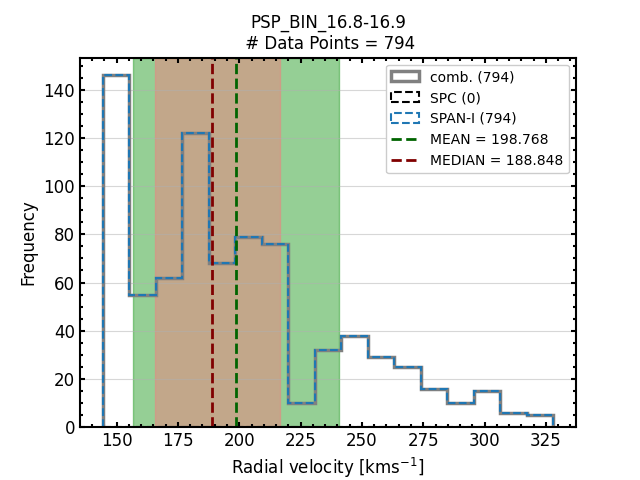 PSP_BIN_16.8-16.9
# Data Points = 794
comb. (794)
SPC (0)
SPAN-I (794)
MEAN = 198.768
MEDIAN = 188.848
Frequency
140
120
100
80
60
40
20
0
150 175 200 225 250 275 300 325
Radial velocity [kms⁻¹]